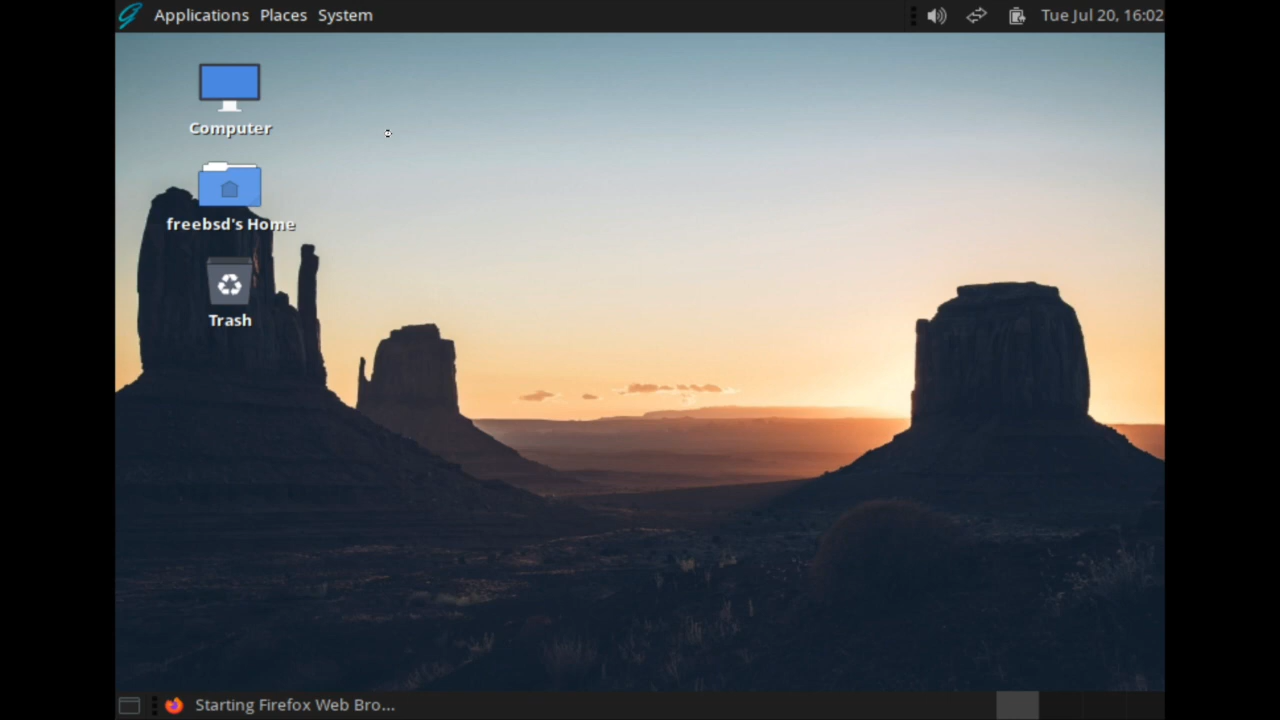 Applications Places System
Tue Jul 20, 16:02
Computer
freebsd's Home
Trash
Starting Firefox Web Bro...